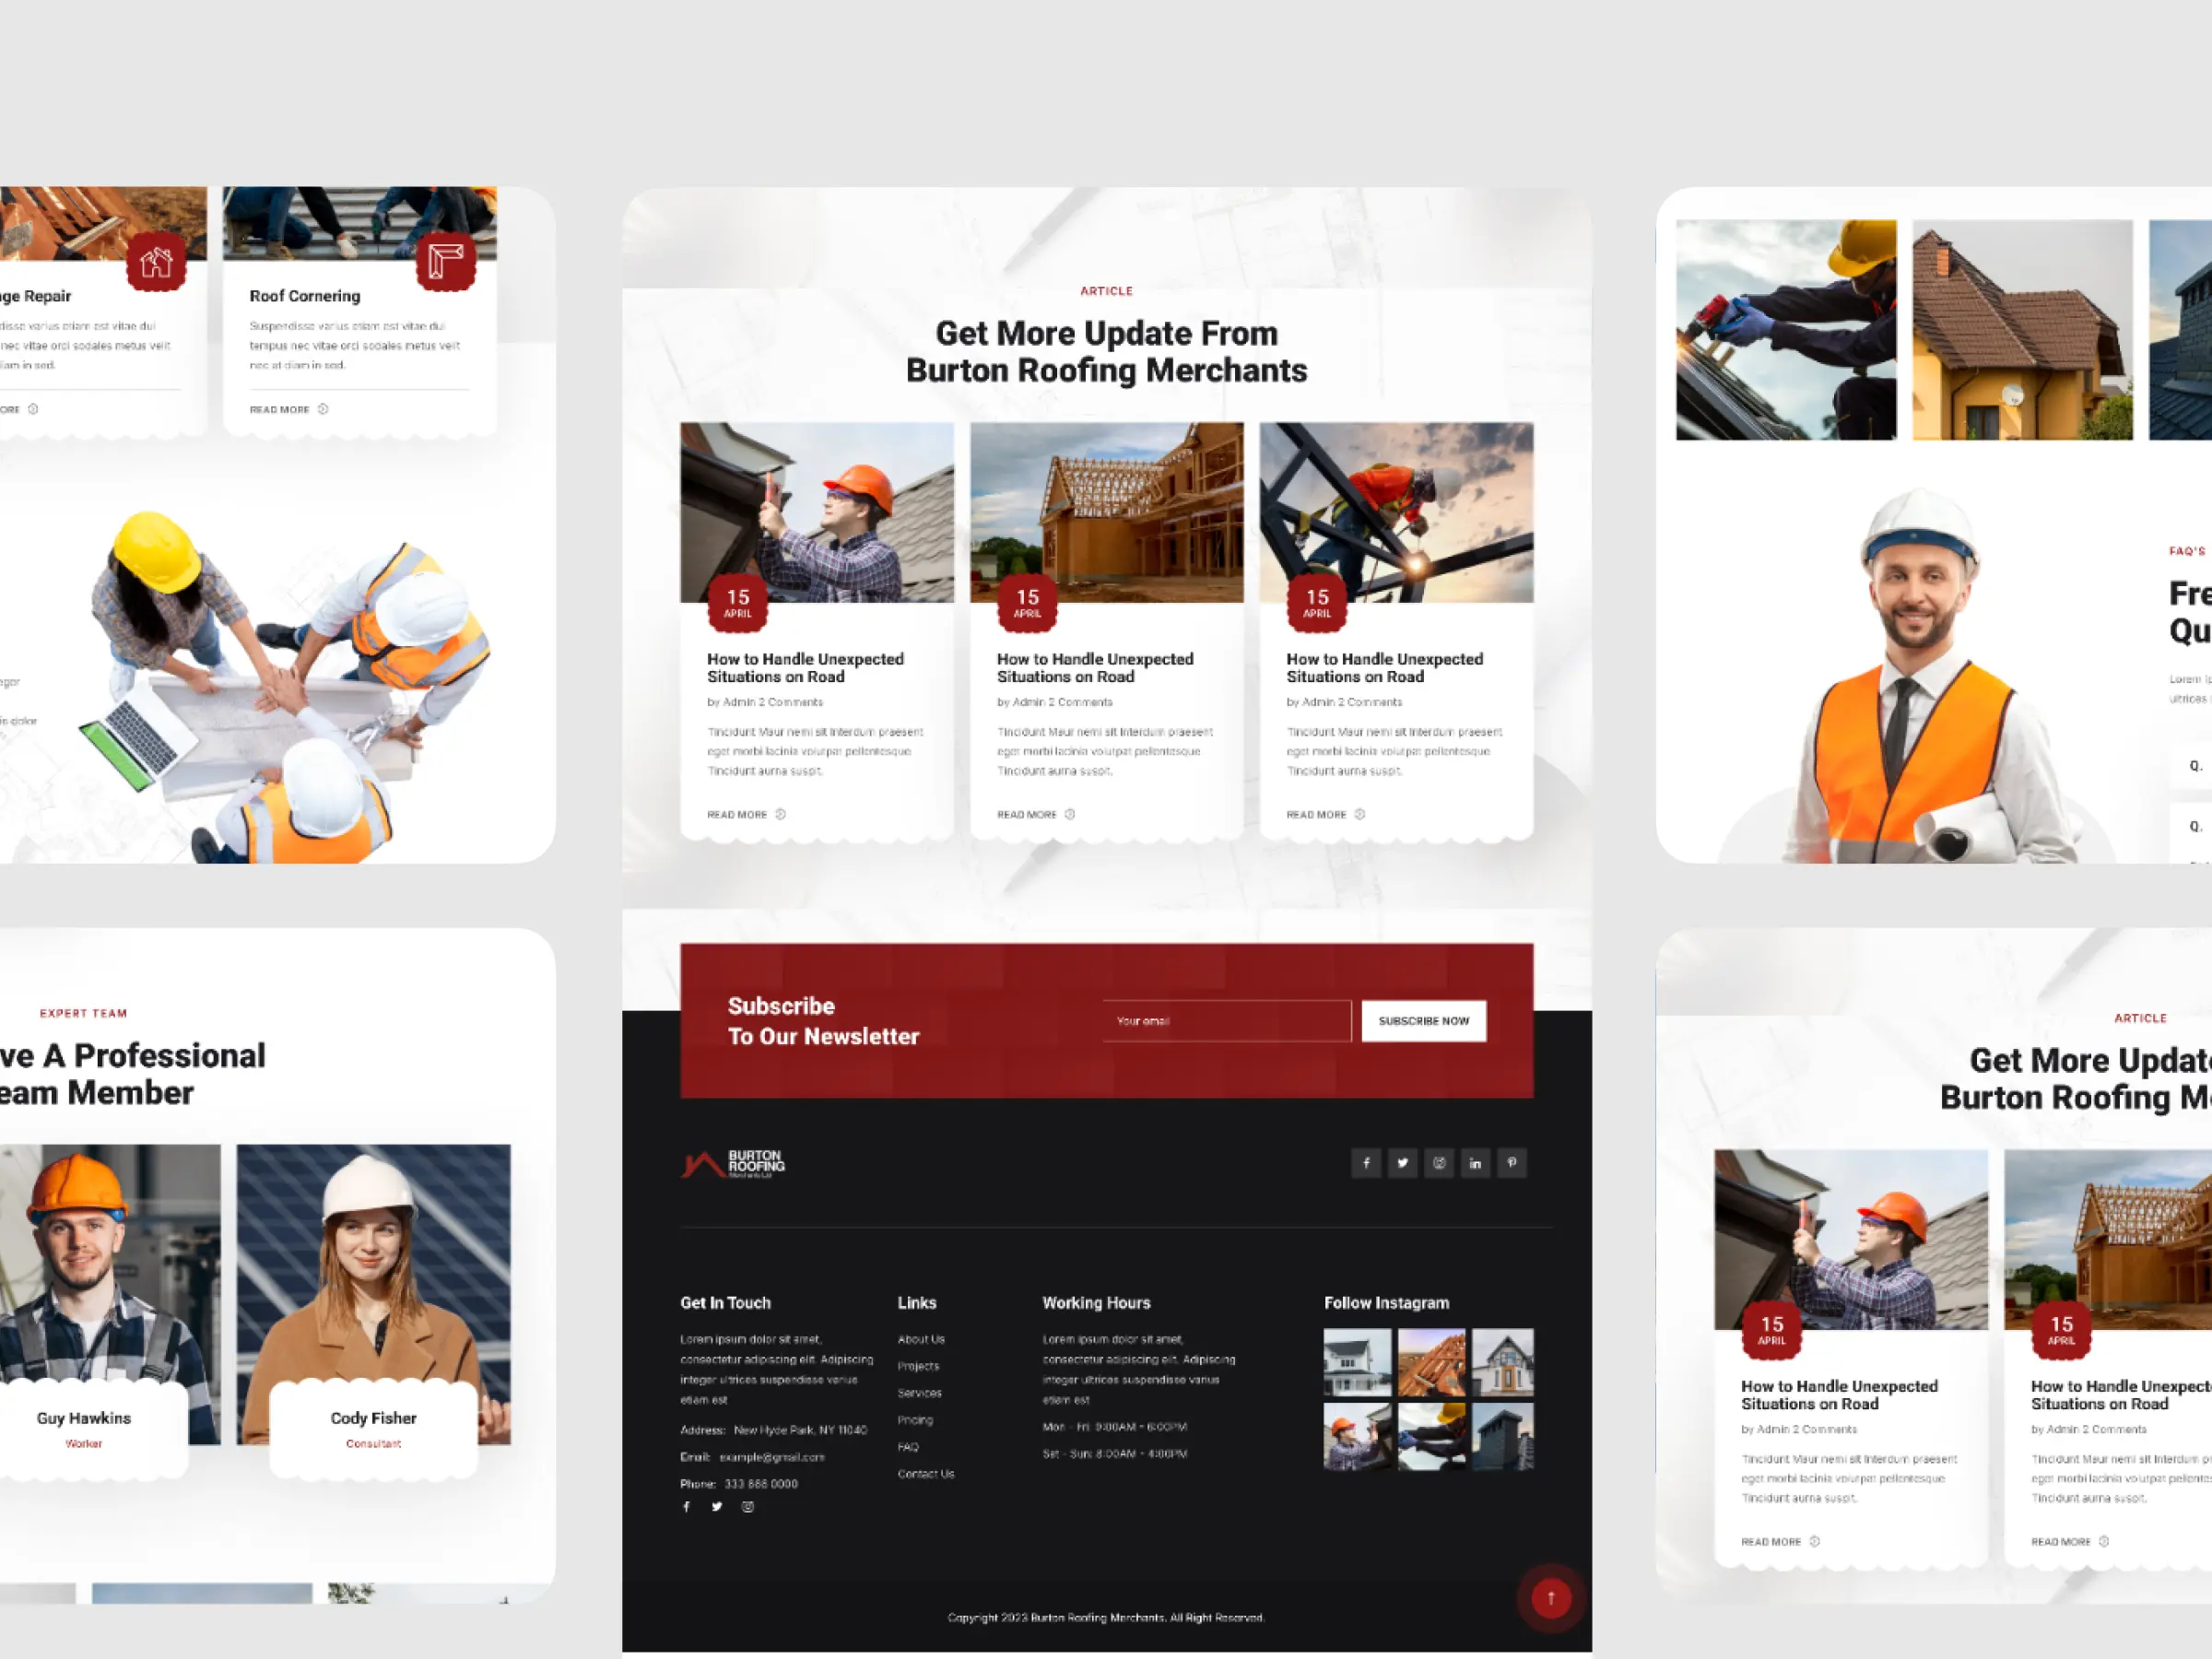 ge Repair
disse varius etiam est vitae dui
nec vitae orci sodales metus velit
iam in sed.
ORE
Roof Cornering
Suspendisse varius etiam est vitae dui
tempus nec vitae orci sodales metus velit
nec at diam in sed.
READ MORE
eger
is dolor
EXPERT TEAM
ve A Professional
eam Member
Guy Hawkins
Worker
Cody Fisher
Consultant
ARTICLE
Get More Update From
Burton Roofing Merchants
15
APRIL
How to Handle Unexpected
Situations on Road
by Admin 2 Comments
Tincidunt Maur nemi sit Interdum praesent
eget morbi lacinia volutpat pellentesque
Tincidunt aurna suspit.
READ MORE
15
APRIL
How to Handle Unexpected
Situations on Road
by Admin 2 Comments
Tincidunt Maur nemi sit Interdum praesent
eget morbi lacinia volutpat pellentesque
Tincidunt aurna suspit.
READ MORE
15
APRIL
How to Handle Unexpected
Situations on Road
by Admin 2 Comments
Tincidunt Maur nemi sit Interdum praesent
eget morbi lacinia volutpat pellentesque
Tincidunt aurna suspit.
READ MORE
Subscribe
To Our Newsletter
Your email
SUBSCRIBE NOW
BURTON
ROOFING
Get In Touch
Lorem ipsum dolor sit amet,
consectetur adipiscing elit. Adipiscing
integer ultrices suspendisse varius
etiam est
Address: New Hyde Park, NY 11040
Email: example@gmail.com
Phone: 333 888 0000
Links
About Us
Projects
Services
Pricing
FAQ
Contact Us
Working Hours
Lorem ipsum dolor sit amet,
consectetur adipiscing elit. Adipiscing
integer ultrices suspendisse varius
etiam est
Mon - Fri: 9:00AM - 6:00PM
Sat - Sun: 8:00AM - 4:00PM
Follow Instagram
Copyright 2023 Burton Roofing Merchants. All Right Reserved.
FAQ'S
Fre
Qu
Lorem ip
ultrices
Q.
Q.
ARTICLE
Get More Updat
Burton Roofing M
15
APRIL
How to Handle Unexpected
Situations on Road
by Admin 2 Comments
Tincidunt Maur nemi sit Interdum praesent
eget morbi lacinia volutpat pellentesque
Tincidunt aurna suspit.
READ MORE
15
APRIL
How to Handle Unexpect
Situations on Road
by Admin 2 Comments
Tincidunt Maur nemi sit Interdum p
eget morbi lacinia volutpat pellentes
Tincidunt aurna suspit.
READ MORE